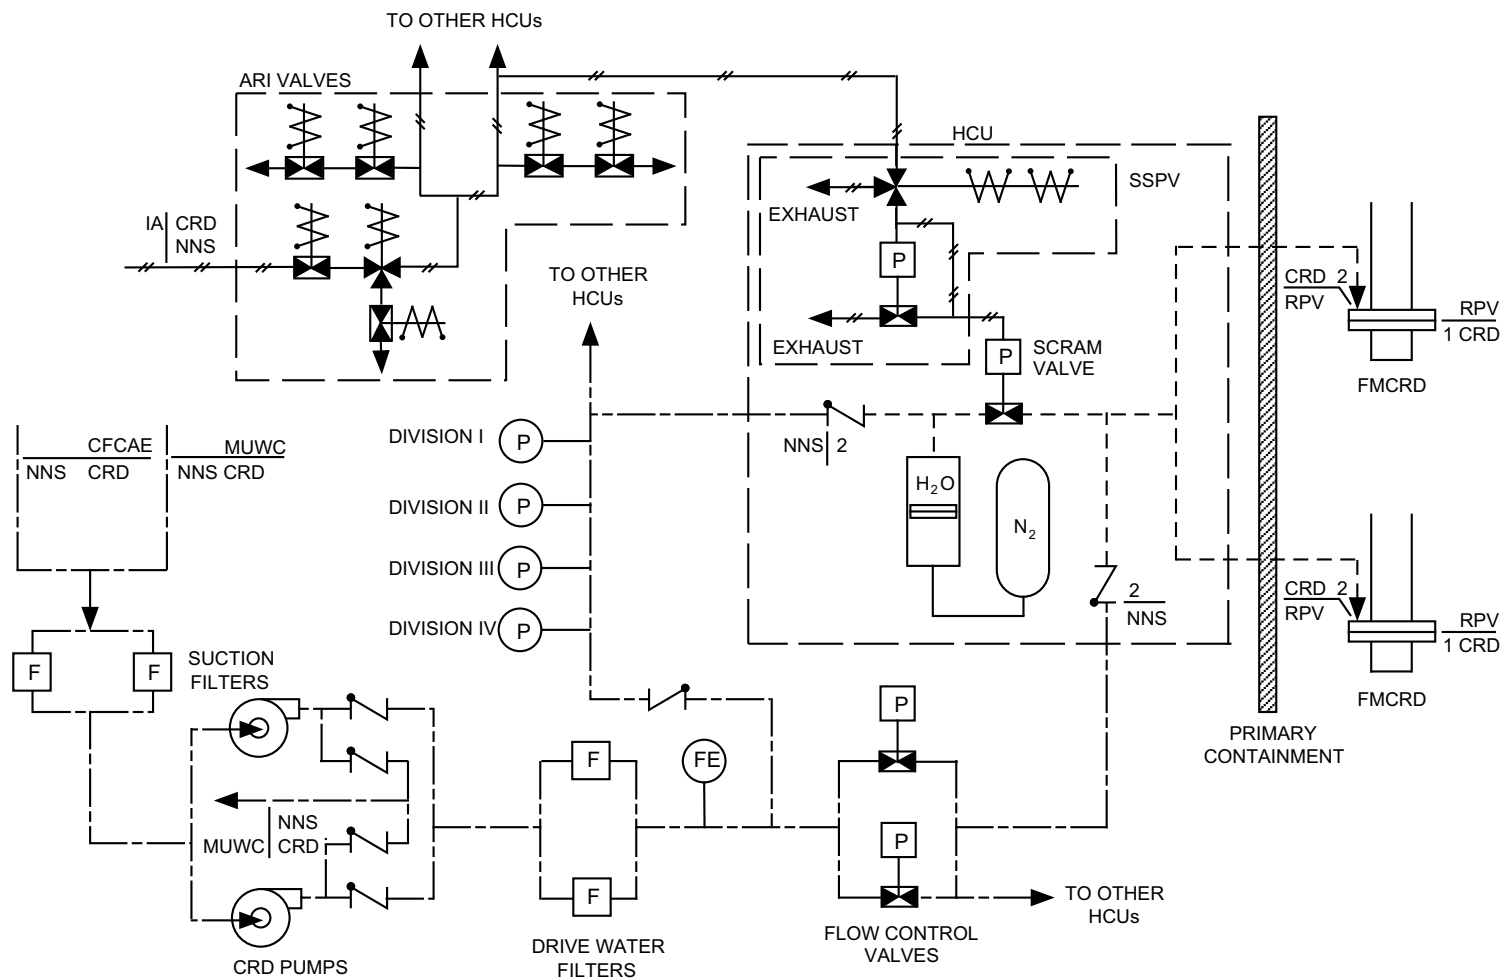 TO OTHER HCUs
ARI VALVES
IA CRD
NNS
HCU
SSPV
EXHAUST
P
EXHAUST
P
SCRAM
VALVE
TO OTHER
HCUs
CRD 2
RPV
RPV
1 CRD
FMCRD
DIVISION I P
DIVISION II P
DIVISION III P
DIVISION IV P
NNS 2
H2O
N2
2
NNS
CFCAE
NNS CRD
MUWC
NNS CRD
CRD 2
RPV
RPV
1 CRD
FMCRD
F
F
SUCTION
FILTERS
PRIMARY
CONTAINMENT
P
F
FE
NNS
MUWC CRD
P
F
CRD PUMPS
DRIVE WATER
FILTERS
FLOW CONTROL
VALVES
TO OTHER
HCUs